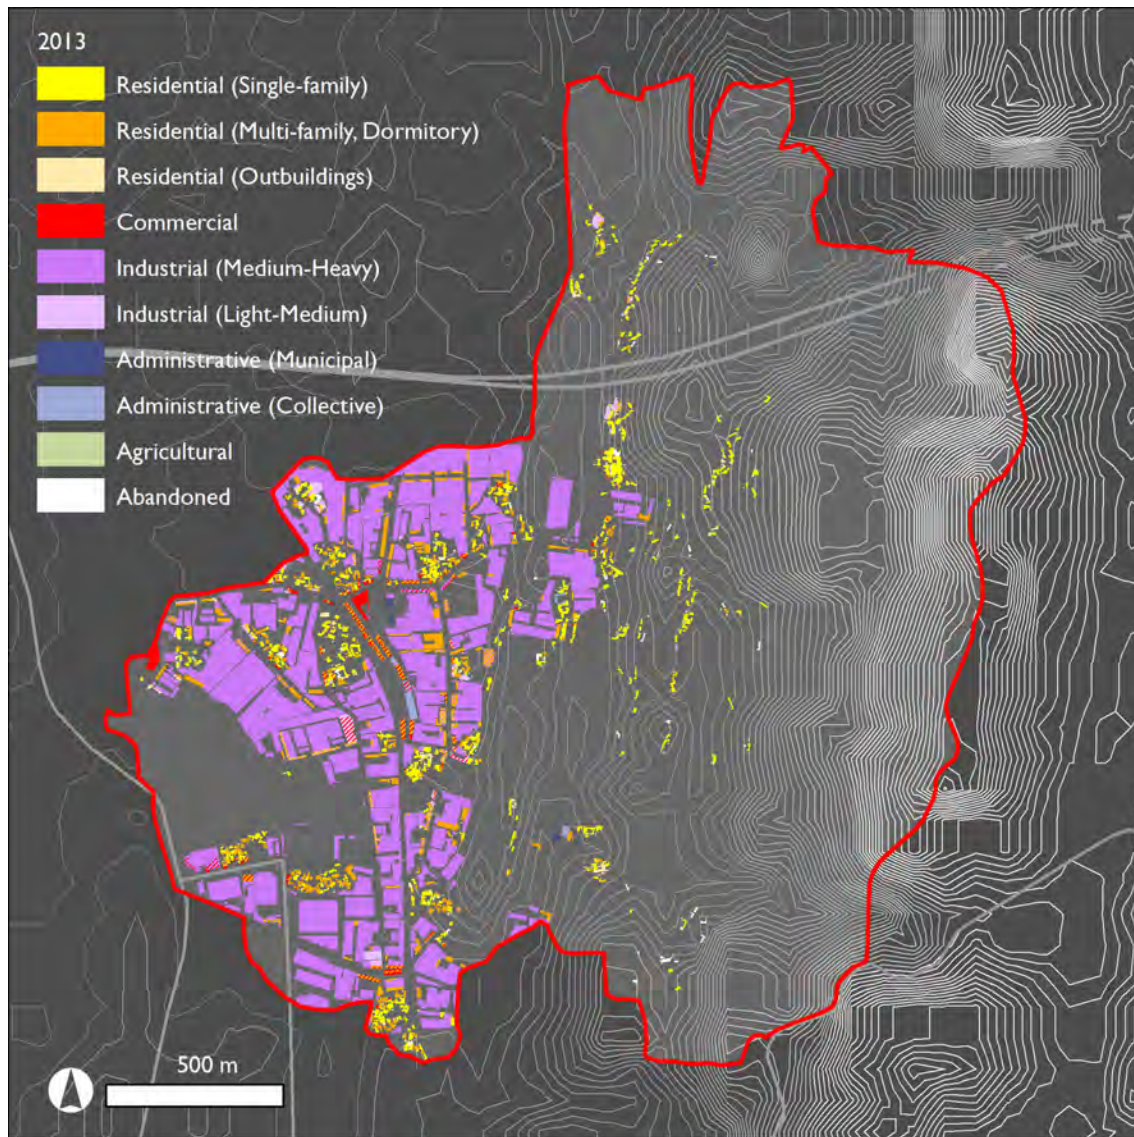 2013
Residential (Single-family)
Residential (Multi-family, Dormitory)
Residential (Outbuildings)
Commercial
Industrial (Medium-Heavy)
Industrial (Light-Medium)
Administrative (Municipal)
Administrative (Collective)
Agricultural
Abandoned
500 m